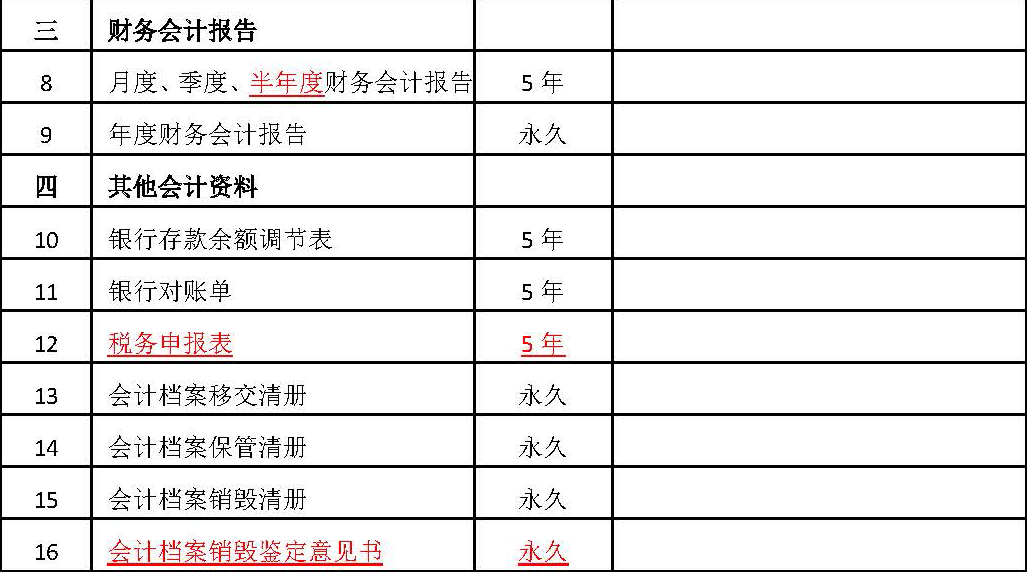 三 财务会计报告
8 月度、季度、半年度财务会计报告 5 年
9 年度财务会计报告 永久
四 其他会计资料
10 银行存款余额调节表 5 年
11 银行对账单 5 年
12 税务申报表 5 年
13 会计档案移交清册 永久
14 会计档案保管清册 永久
15 会计档案销毁清册 永久
16 会计档案销毁鉴定意见书 永久